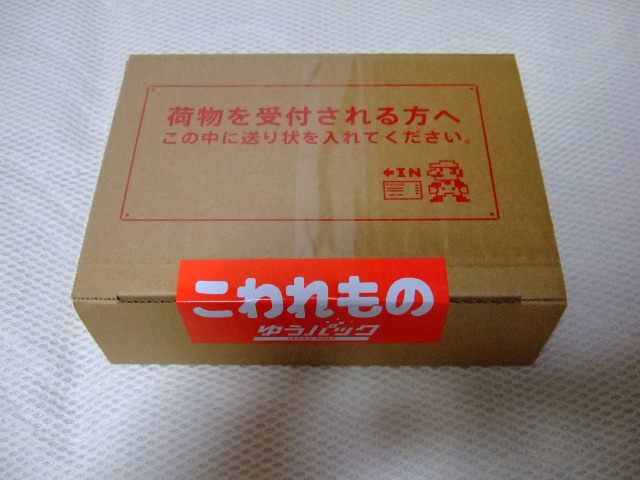 荷物を受付される方へ
この中に送り状を入れてください。
←IN
こわれもの
ゆうパック